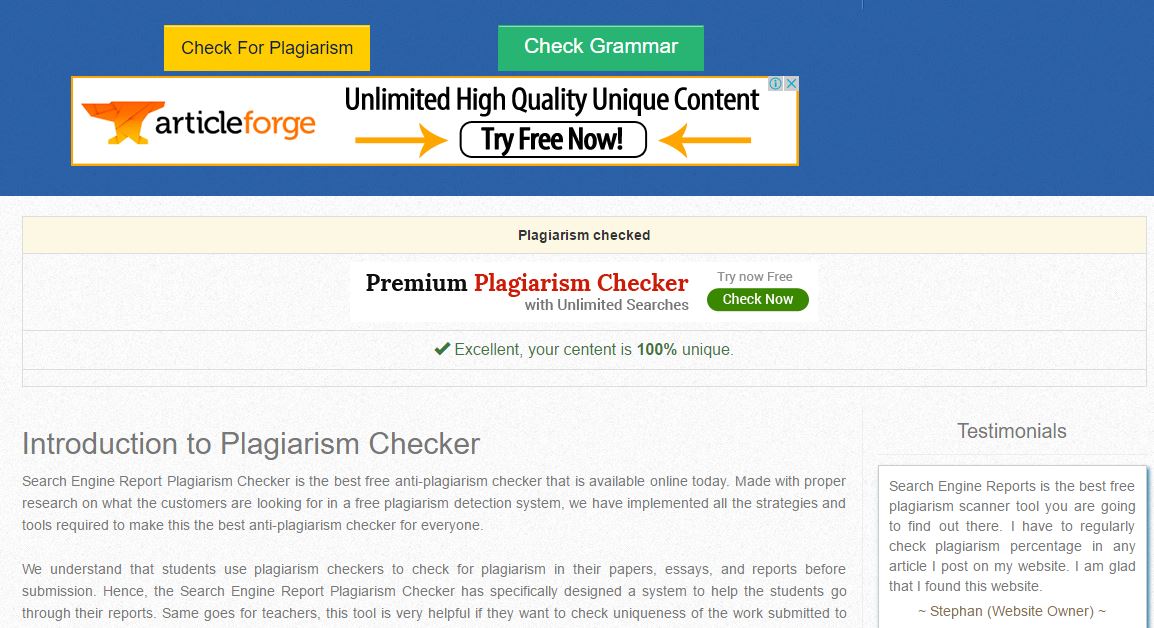 Check For Plagiarism
Check Grammar
articleforge
Unlimited High Quality Unique Content
Try Free Now!
Plagiarism checked
Premium Plagiarism Checker
with Unlimited Searches
Try now Free
Check Now
Excellent, your centent is 100% unique.
Introduction to Plagiarism Checker
Search Engine Report Plagiarism Checker is the best free anti-plagiarism checker that is available online today. Made with proper
research on what the customers are looking for in a free plagiarism detection system, we have implemented all the strategies and
tools required to make this the best anti-plagiarism checker for everyone.
We understand that students use plagiarism checkers to check for plagiarism in their papers, essays, and reports before
submission. Hence, the Search Engine Report Plagiarism Checker has specifically designed a system to help the students go
through their reports. Same goes for teachers, this tool is very helpful if they want to check uniqueness of the work submitted to
Testimonials
Search Engine Reports is the best free
plagiarism scanner tool you are going
to find out there. I have to regularly
check plagiarism percentage in any
article I post on my website. I am glad
that I found this website.
~ Stephan (Website Owner) ~